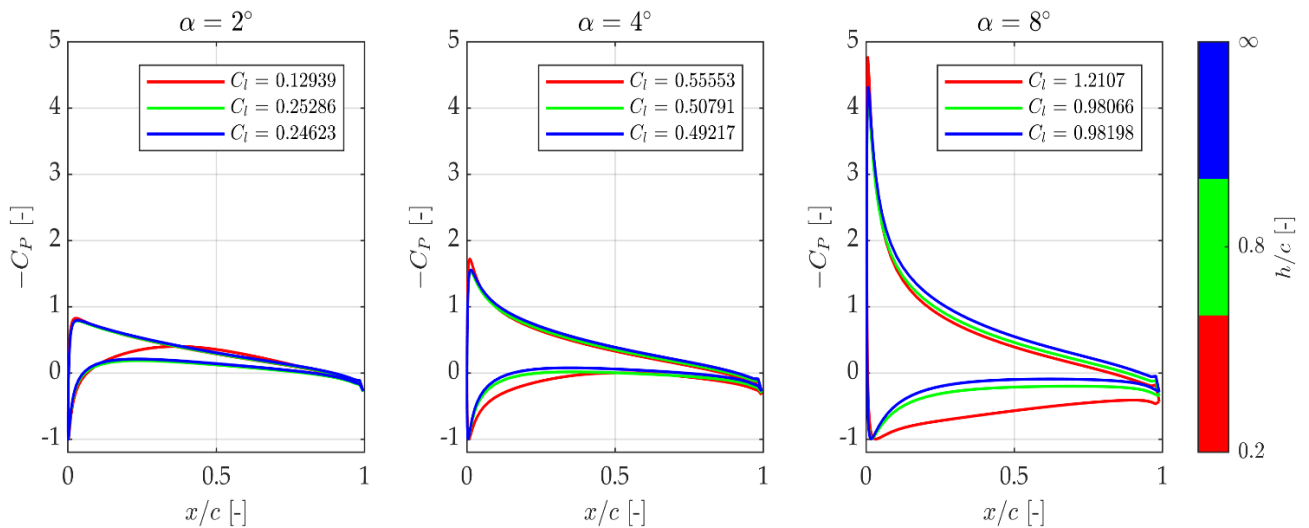 α = 2°
5
4
3
2
1
0
-1
−C_P [-]
0
0.5
1
x/c [-]
C_l = 0.12939
C_l = 0.25286
C_l = 0.24623
α = 4°
5
4
3
2
1
0
-1
−C_P [-]
0
0.5
1
x/c [-]
C_l = 0.55553
C_l = 0.50791
C_l = 0.49217
α = 8°
5
4
3
2
1
0
-1
−C_P [-]
0
0.5
1
x/c [-]
C_l = 1.2107
C_l = 0.98066
C_l = 0.98198
∞
0.8
0.2
h/c [-]